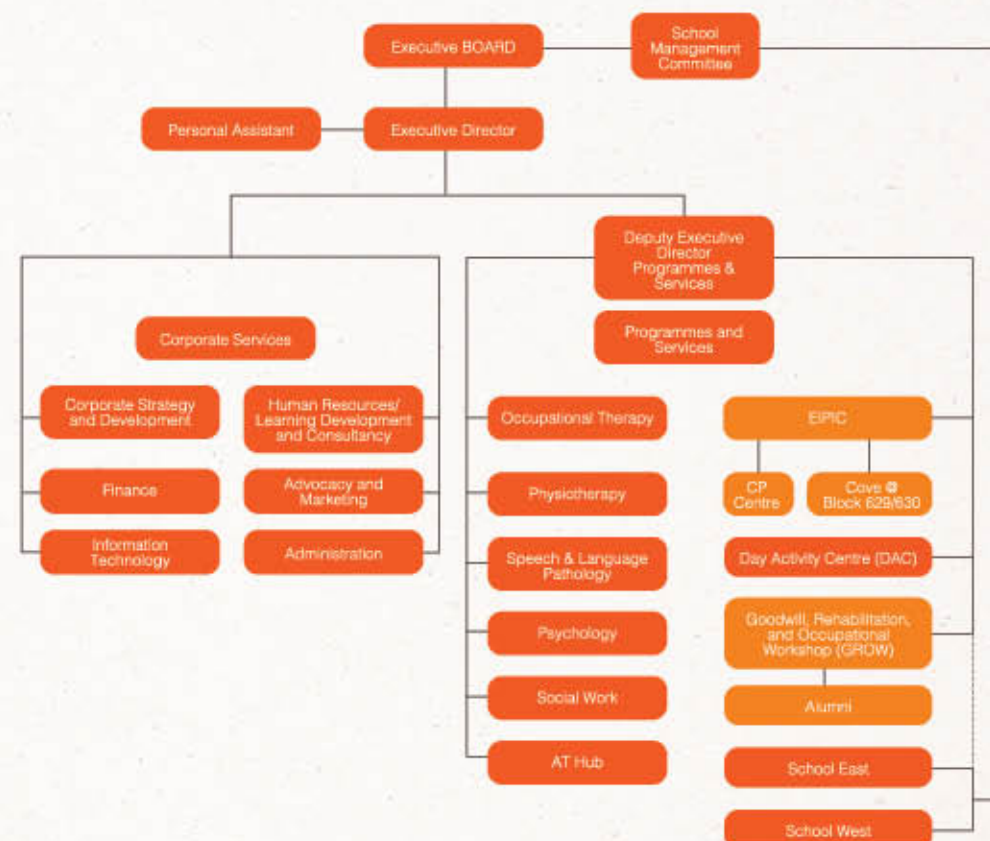 Executive BOARD
School
Management
Committee
Personal Assistant
Executive Director
Deputy Executive
Director
Programmes &
Services
Programmes and
Services
Corporate Services
Corporate Strategy
and Development
Human Resources/
Learning Development
and Consultancy
Finance
Advocacy and
Marketing
Information
Technology
Administration
Occupational Therapy
Physiotherapy
Speech & Language
Pathology
Psychology
Social Work
AT Hub
EIPIC
CP
Centre
Cove @
Block 629/630
Day Activity Centre (DAC)
Goodwill, Rehabilitation,
and Occupational
Workshop (GROW)
Alumni
School East
School West